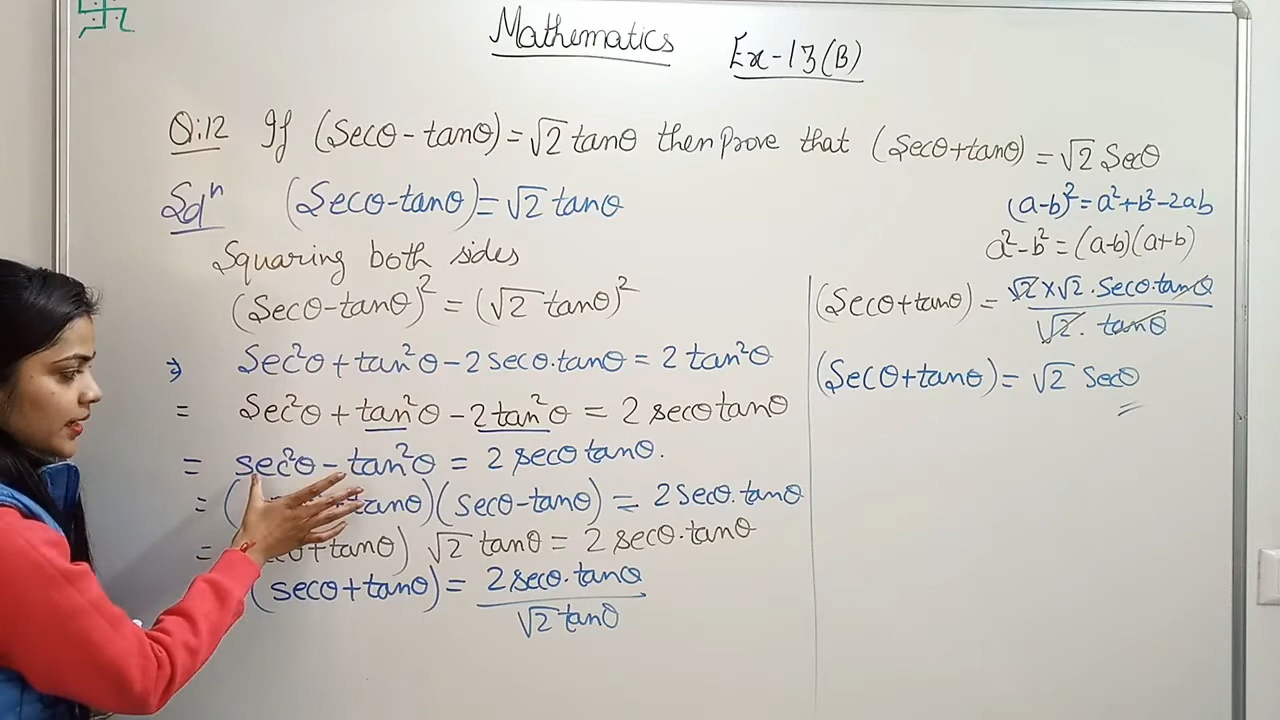 Mathematics Ex-13(B)
Q:12 If (Secθ - tanθ) = √2 tanθ then prove that (Secθ+tanθ) = √2 Secθ
Solⁿ (Secθ-tanθ) = √2 tanθ
Squaring both sides
(Secθ-tanθ)² = (√2 tanθ)²
⇒ Sec²θ + tan²θ - 2 secθ.tanθ = 2 tan²θ
= Sec²θ + tan²θ - 2 tan²θ = 2 secθ tanθ
= sec²θ - tan²θ = 2 secθ tanθ.
= ( tanθ)(secθ-tanθ) = 2 Secθ.tanθ
= +tanθ) √2 tanθ = 2 secθ.tanθ
(secθ+tanθ) = 2 secθ.tanθ
√2 tanθ
(a-b)² = a²+b²-2ab
a²-b² = (a-b)(a+b)
(Secθ+tanθ) = √2 x √2 . Secθ.tanθ
√2 . tanθ
(Secθ+tanθ) = √2 Secθ